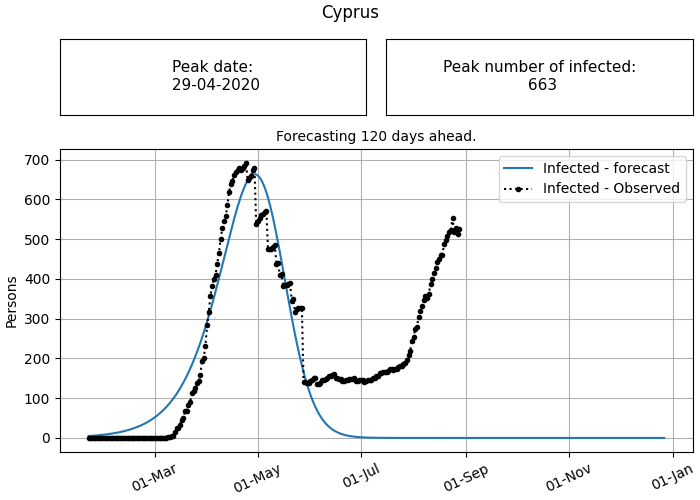 Cyprus
Peak date:
29-04-2020
Peak number of infected:
663
Forecasting 120 days ahead.
Infected - forecast
Infected - Observed
Persons
700
600
500
400
300
200
100
0
01-Mar
01-May
01-Jul
01-Sep
01-Nov
01-Jan